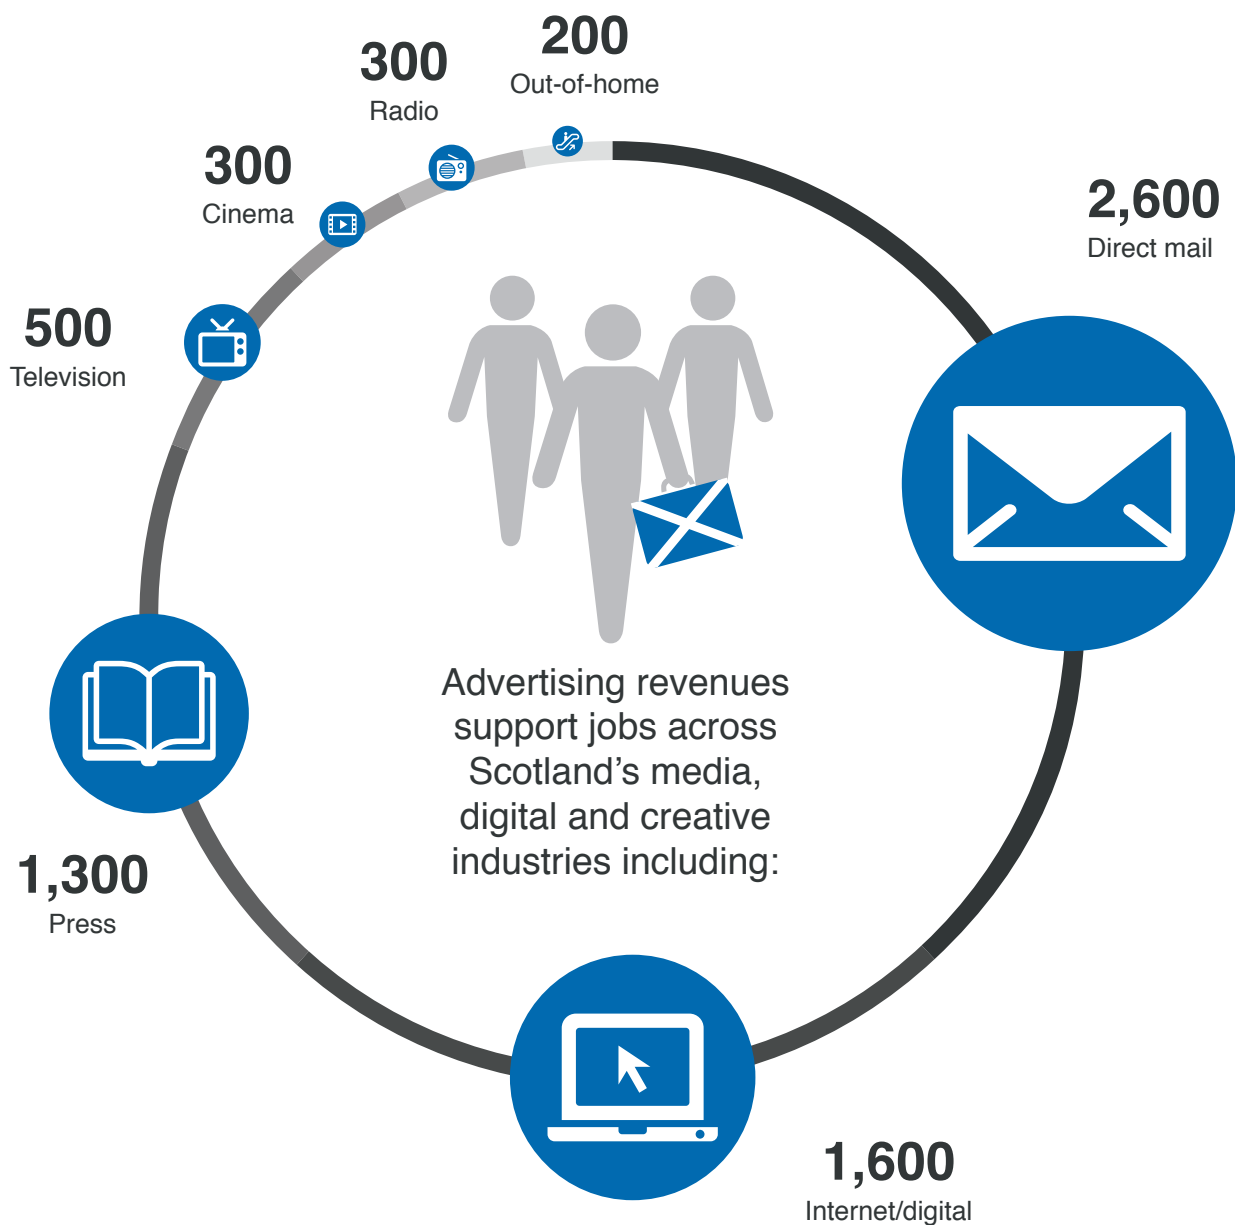 200
Out-of-home
300
Radio
300
Cinema
2,600
Direct mail
500
Television
Advertising revenues
support jobs across
Scotland’s media,
digital and creative
industries including:
1,300
Press
1,600
Internet/digital